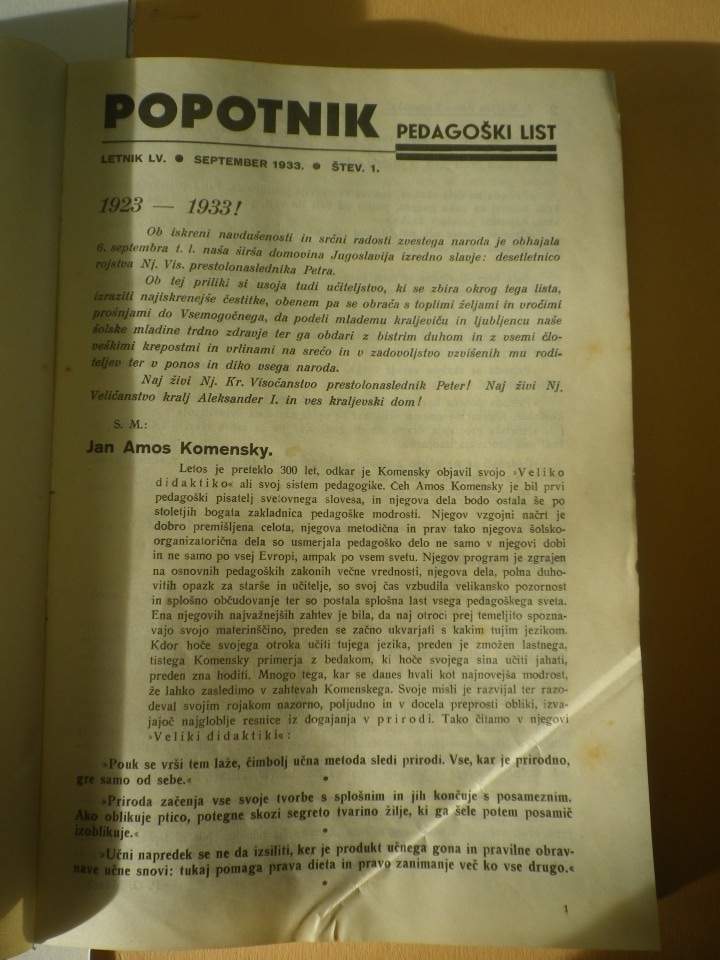 POPOTNIK PEDAGOŠKI LIST
LETNIK LV. ● SEPTEMBER 1933. ● ŠTEV. 1.
1923 — 1933!
Ob iskreni navdušenosti in srčni radosti zvestega naroda je obhajala
6. septembra t. l. naša širša domovina Jugoslavija izredno slavje: desetletnico
rojstva Nj. Vis. prestolonaslednika Petra.
Ob tej priliki si usoja tudi učiteljstvo, ki se zbira okrog tega lista,
izraziti najiskrenejše čestitke, obenem pa se obrača s toplimi željami in vročimi
prošnjami do Vsemogočnega, da podeli mlademu kraljeviču in ljubljencu naše
šolske mladine trdno zdravje ter ga obdari z bistrim duhom in z vsemi člo-
veškimi krepostmi in vrlinami na srečo in v zadovoljstvo vzvišenih mu rodi-
teljev ter v ponos in diko vsega naroda.
Naj živi Nj. Kr. Visočanstvo prestolonaslednik Peter! Naj živi Nj.
Veličanstvo kralj Aleksander I. in ves kraljevski dom!
S. M.:
Jan Amos Komensky.
Letos je preteklo 300 let, odkar je Komensky objavil svojo »Veliko
didaktiko« ali svoj sistem pedagogike. Čeh Amos Komensky je bil prvi
pedagoški pisatelj svetovnega slovesa, in njegova dela bodo ostala še po
stoletjih bogata zakladnica pedagoške modrosti. Njegov vzgojni načrt je
dobro premišljena celota, njegova metodična in prav tako njegova šolsko-
organizatorična dela so usmerjala pedagoško delo ne samo v njegovi dobi
in ne samo po vsej Evropi, ampak po vsem svetu. Njegov program je zgrajen
na osnovnih pedagoških zakonih večne vrednosti, njegova dela, polna duho-
vitih opazk za starše in učitelje, so svoj čas vzbudila velikansko pozornost
in splošno občudovanje ter so postala splošna last vsega pedagoškega sveta.
Ena njegovih najvažnejših zahtev je bila, da naj otroci prej temeljito spozna-
vajo svojo materinščino, preden se začno ukvarjati s kakim tujim jezikom.
Kdor hoče svojega otroka učiti tujega jezika, preden je zmožen lastnega,
tistega Komensky primerja z bedakom, ki hoče svojega sina učiti jahati,
preden zna hoditi. Mnogo tega, kar se danes hvali kot najnovejša modrost,
že lahko zasledimo v zahtevah Komenskega. Svoje misli je razvijal ter razo-
deval svojim rojakom nazorno, poljudno in v docela preprosti obliki, izva-
jajoč najgloblje resnice iz dogajanja v prirodi. Tako čitamo v njegovi
»Veliki didaktiki«:
»Pouk se vrši tem laže, čimbolj učna metoda sledi prirodi. Vse, kar je prirodno,
gre samo od sebe.«
*
»Priroda začenja vse svoje tvorbe s splošnim in jih končuje s posameznim.
Ako oblikuje ptico, potegne skozi segreto tvarino žilje, ki ga šele potem posamič
izoblikuje.«
*
»Učni napredek se ne da izsiliti, ker je produkt učnega gona in pravilne obrav-
nave učne snovi: tukaj pomaga prava dieta in pravo zanimanje več ko vse drugo.«
*
1